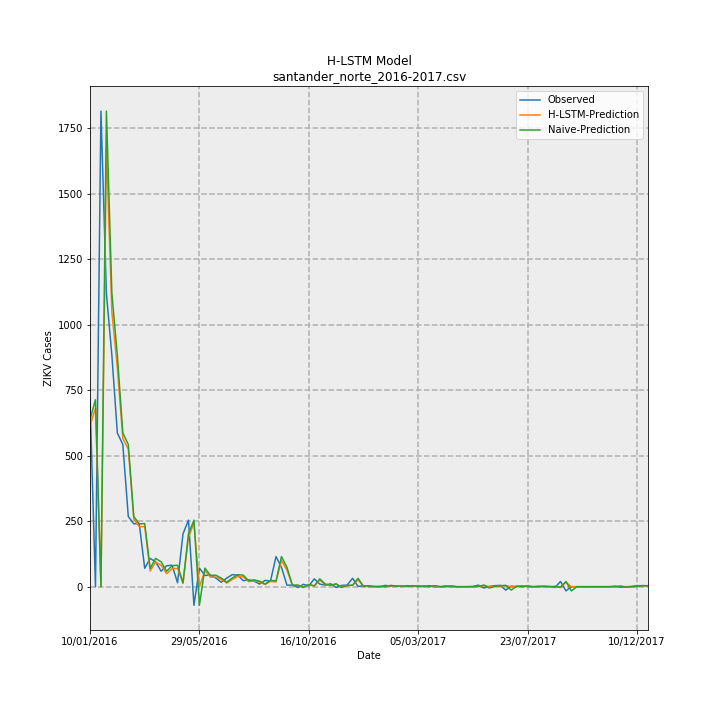 H-LSTM Model
santander_norte_2016-2017.csv
Observed
H-LSTM-Prediction
Naive-Prediction
ZIKV Cases
1750
1500
1250
1000
750
500
250
0
10/01/2016
29/05/2016
16/10/2016
05/03/2017
23/07/2017
10/12/2017
Date